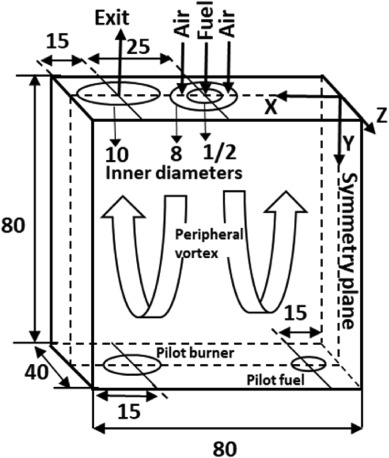 Exit
Air
Fuel
Air
15
25
X
Z
Y
10
8
1/2
Inner diameters
80
Symmetry plane
Peripheral
vortex
15
Pilot burner
Pilot fuel
40
15
80